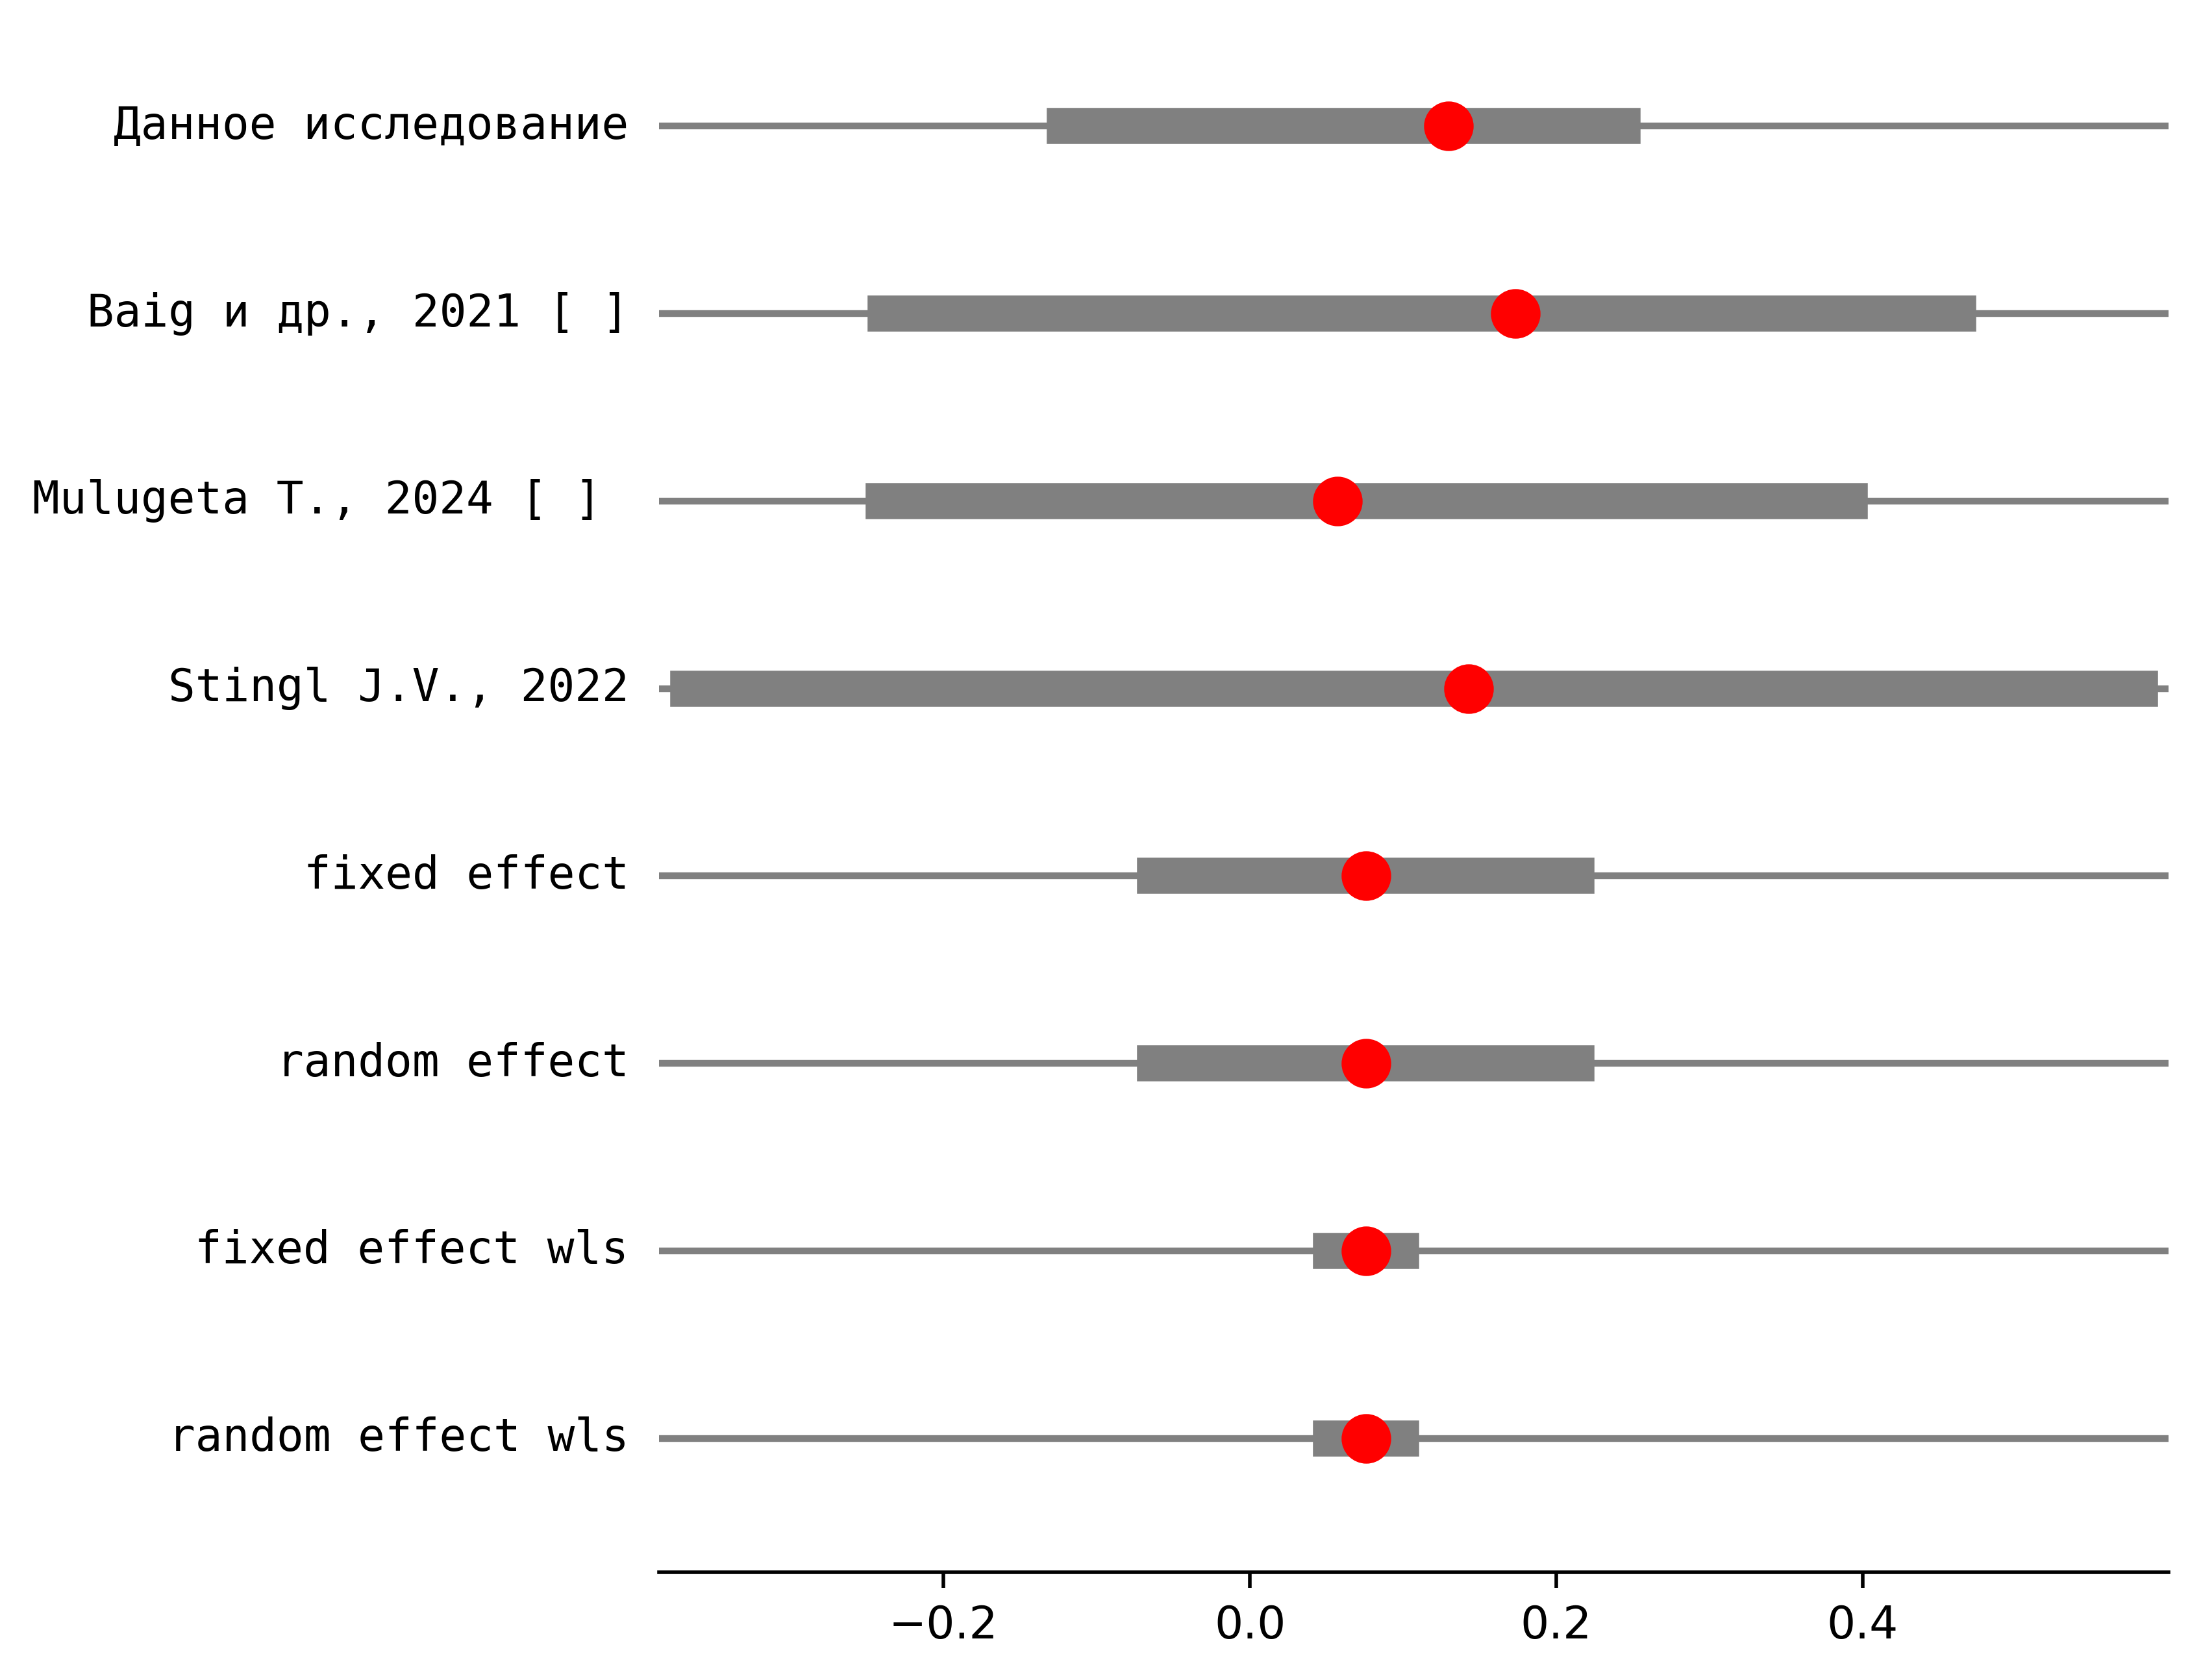 Данное исследование
Baig и др., 2021 [ ]
Mulugeta T., 2024 [ ]
Stingl J.V., 2022
fixed effect
random effect
fixed effect wls
random effect wls
−0.2 0.0 0.2 0.4